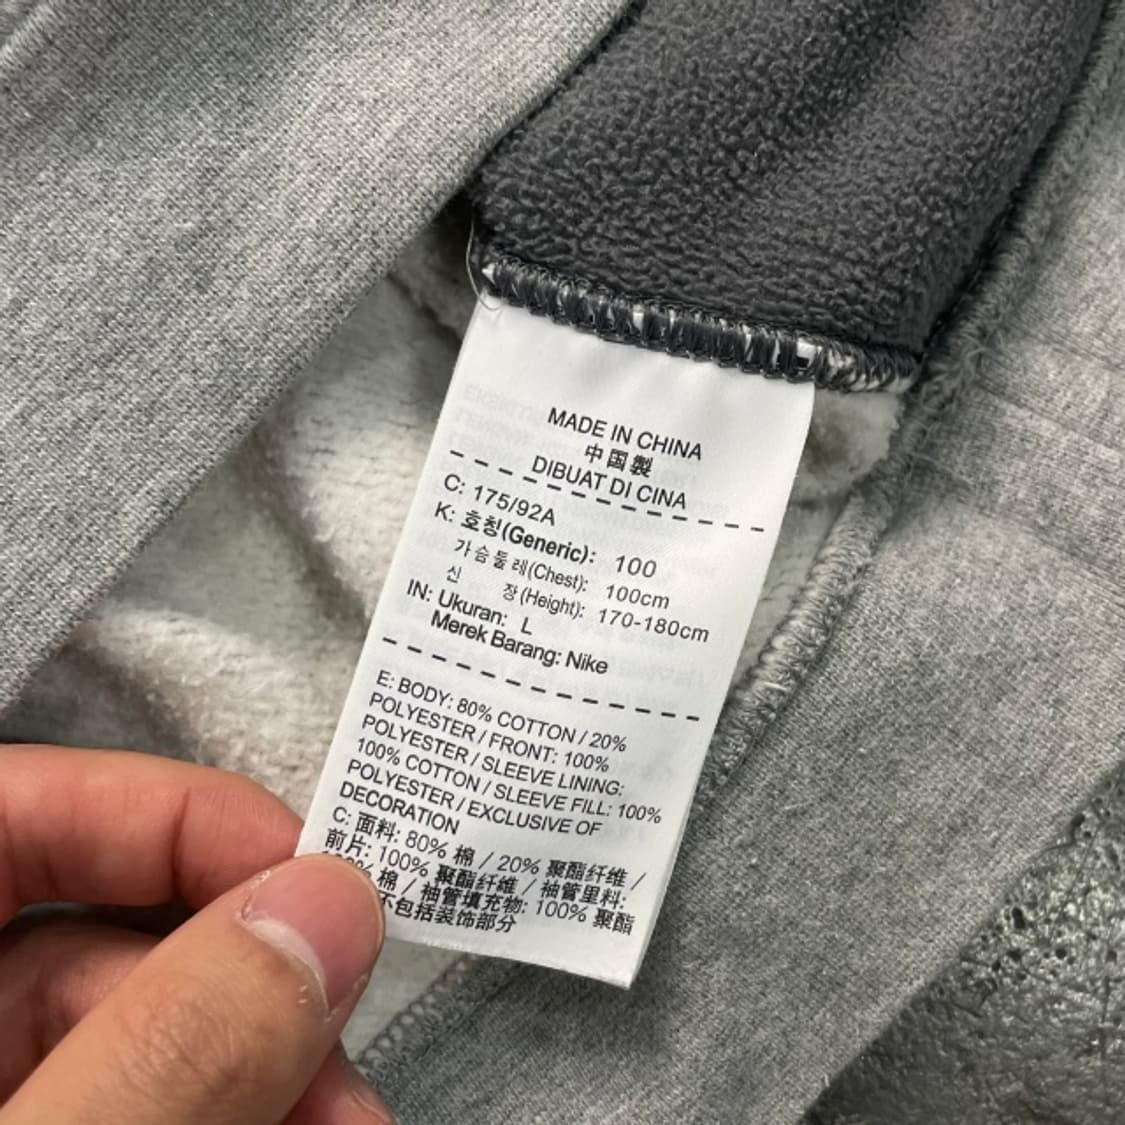 MADE IN CHINA
中国製
DIBUAT DI CINA
C: 175/92A
K: 호칭(Generic): 100
가슴둘레(Chest): 100cm
신 장(Height): 170-180cm
IN: Ukuran: L
Merek Barang: Nike
E: BODY: 80% COTTON / 20%
POLYESTER / FRONT: 100%
POLYESTER / SLEEVE LINING:
100% COTTON / SLEEVE FILL: 100%
POLYESTER / EXCLUSIVE OF
DECORATION
C: 面料: 80% 棉 / 20% 聚酯纤维 /
前片: 100% 聚酯纤维 / 袖管里料:
棉 / 袖管填充物: 100% 聚酯
不包括装饰部分